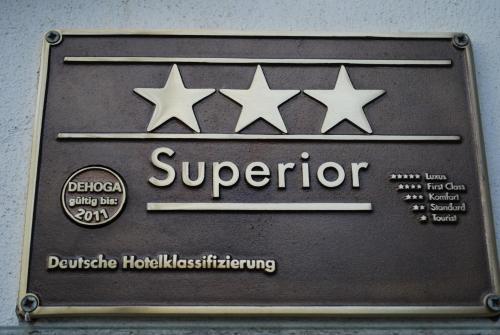 Superior
DEHOGA
gültig bis:
2011
***** Luxus
**** First Class
*** Komfort
** Standard
* Tourist
Deutsche Hotelklassifizierung